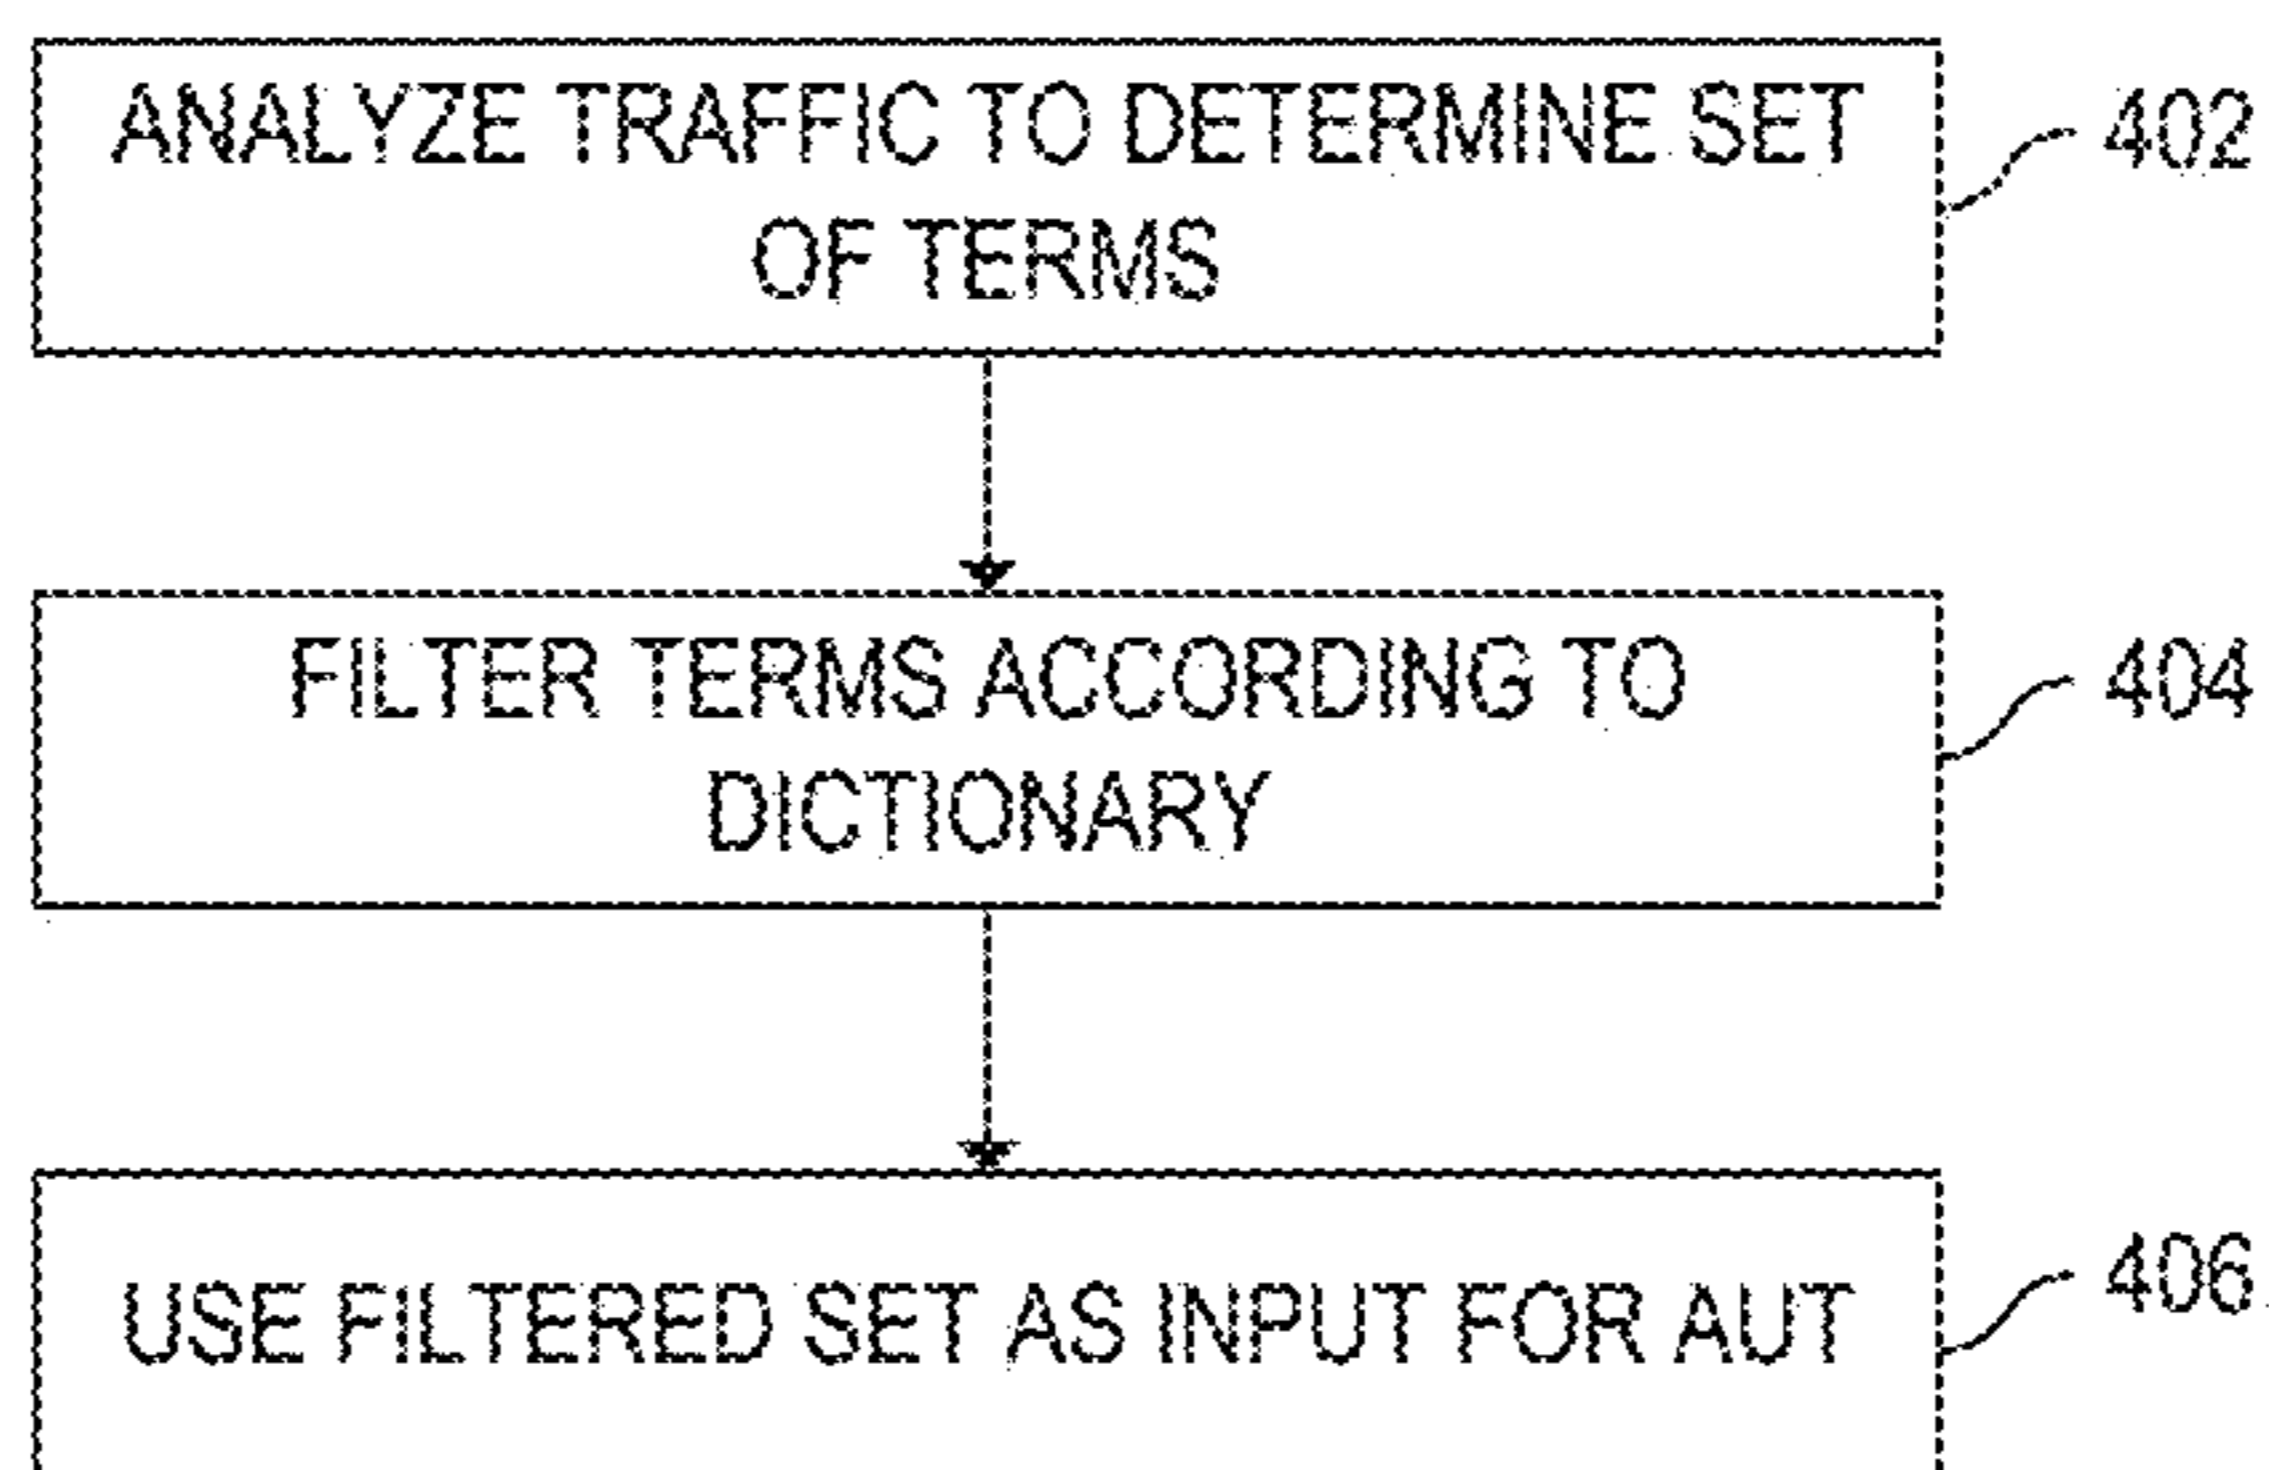 ANALYZE TRAFFIC TO DETERMINE SET
OF TERMS
402
FILTER TERMS ACCORDING TO
DICTIONARY
404
USE FILTERED SET AS INPUT FOR AUT
406